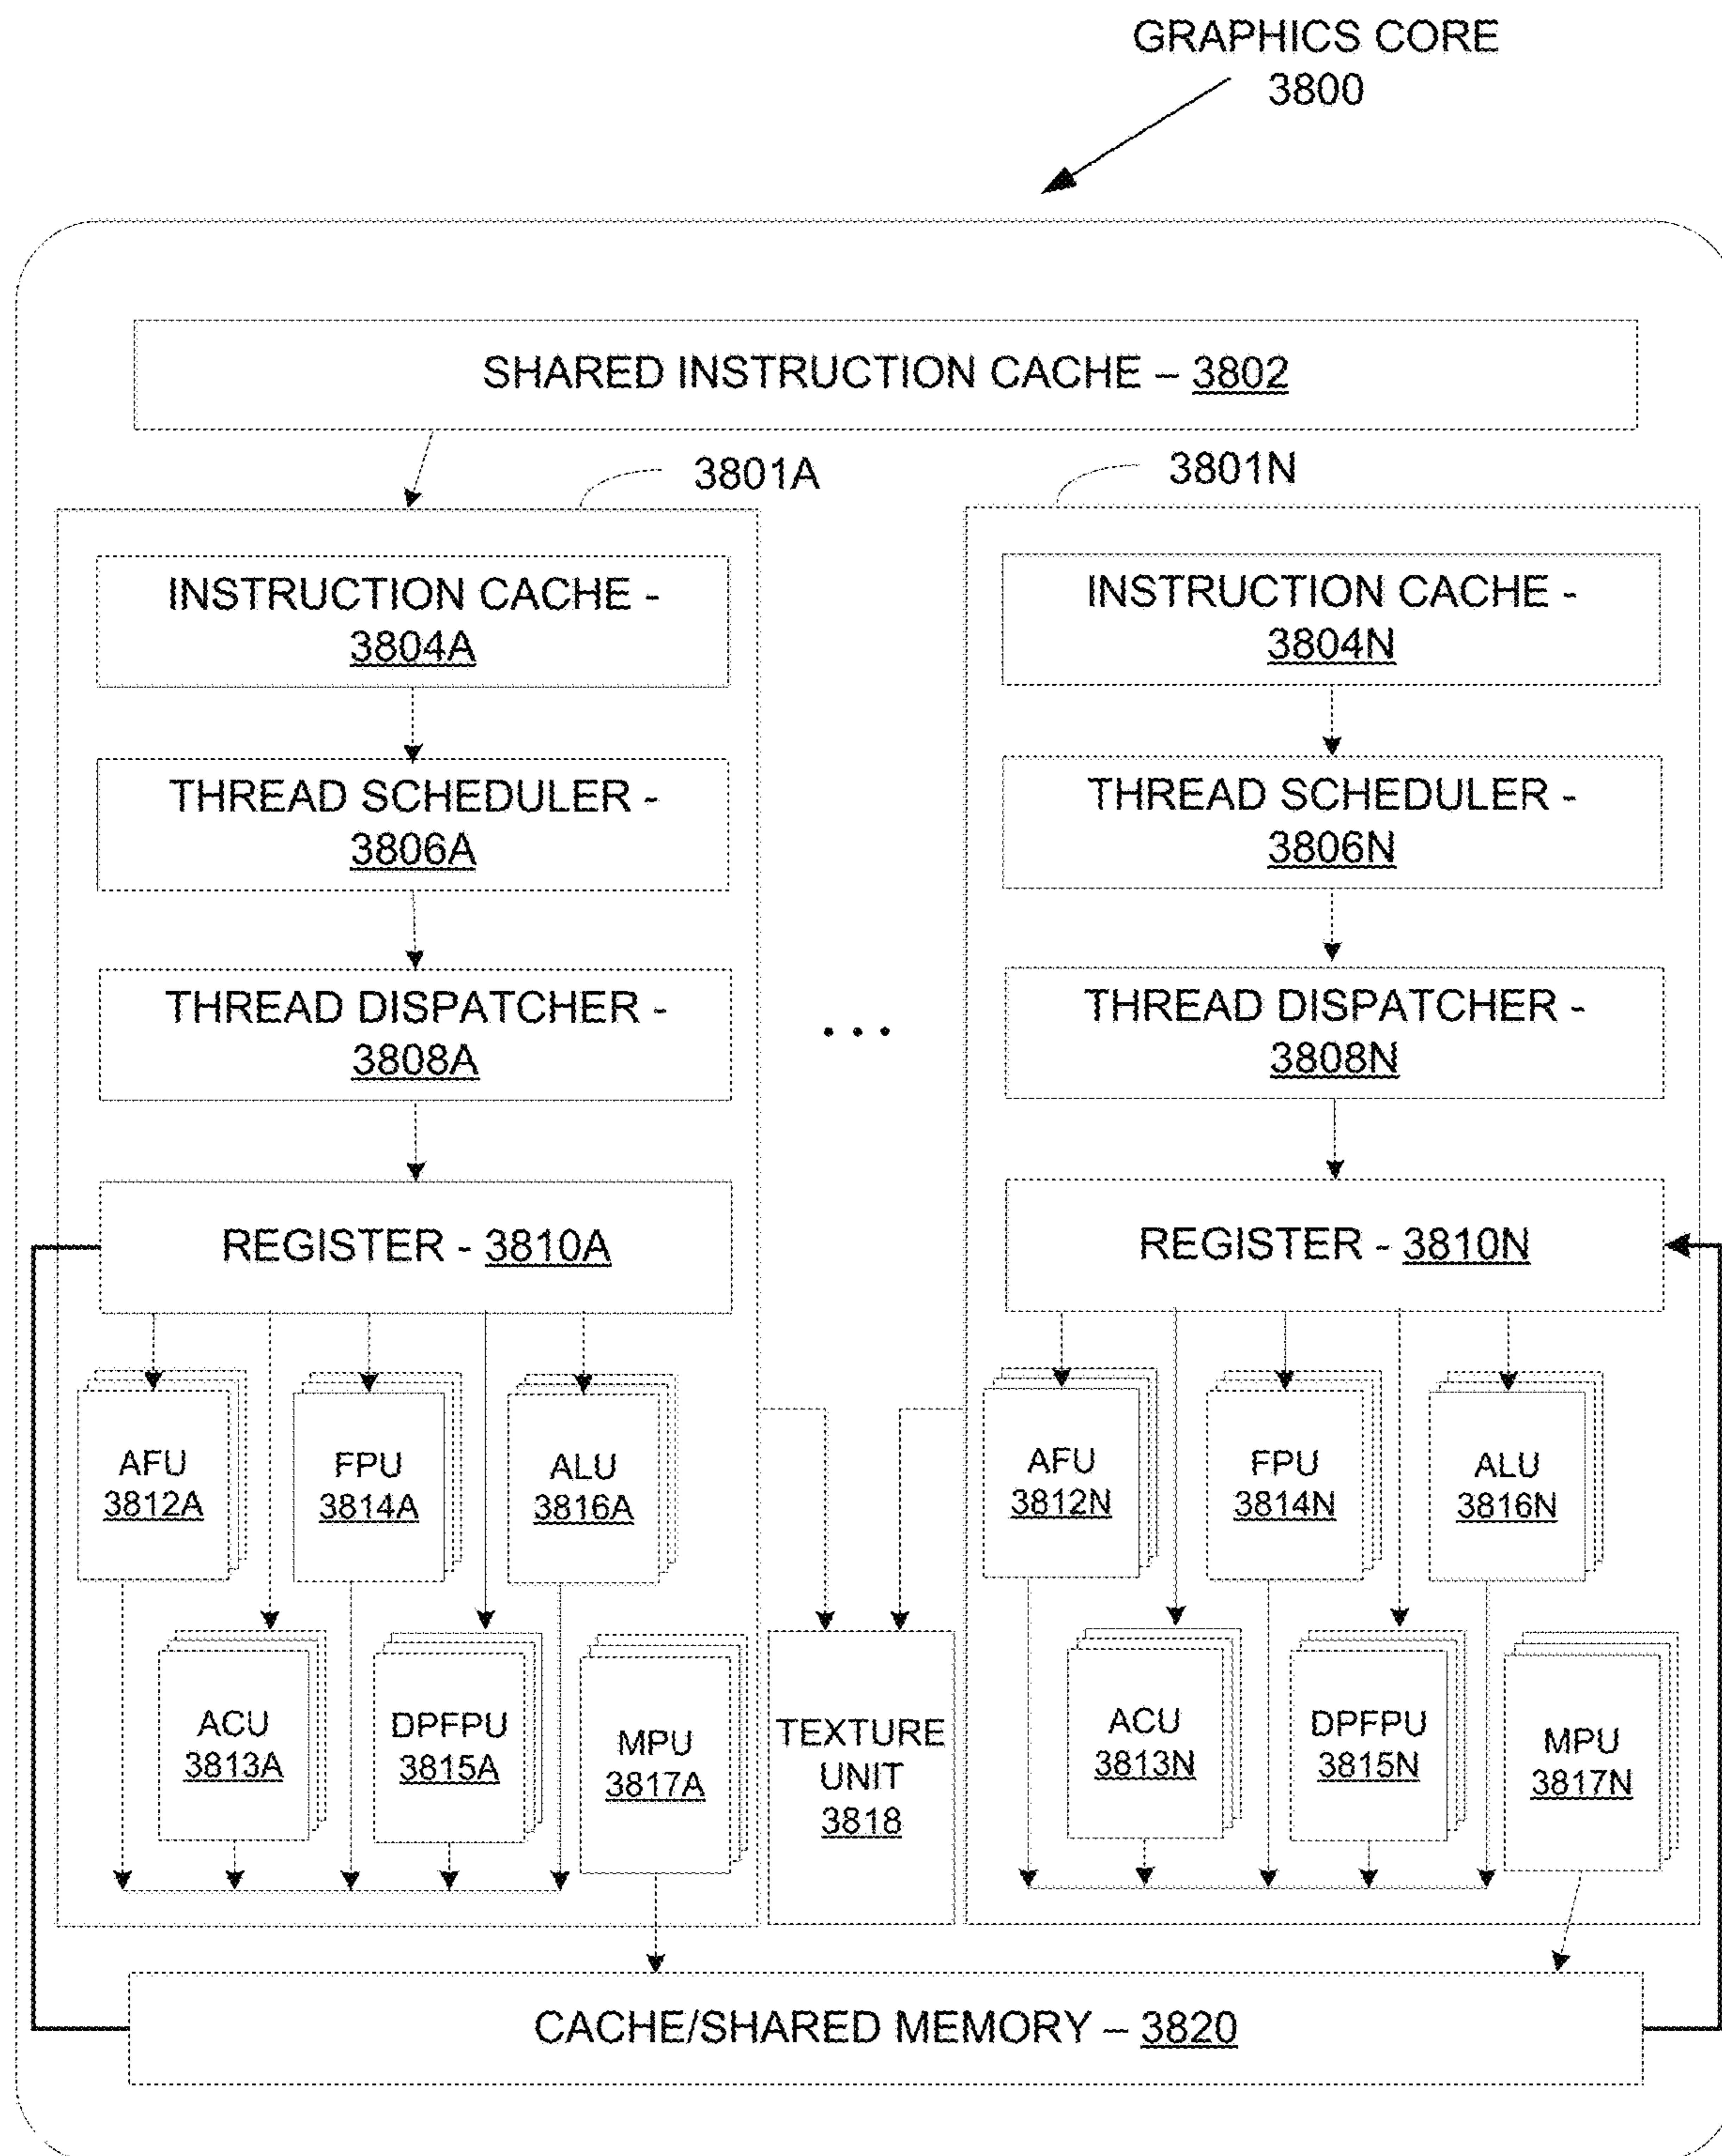 GRAPHICS CORE
3800
SHARED INSTRUCTION CACHE – 3802
3801A
INSTRUCTION CACHE -
3804A
THREAD SCHEDULER -
3806A
THREAD DISPATCHER -
3808A
REGISTER - 3810A
AFU
3812A
FPU
3814A
ALU
3816A
ACU
3813A
DPFPU
3815A
MPU
3817A
...
TEXTURE
UNIT
3818
3801N
INSTRUCTION CACHE -
3804N
THREAD SCHEDULER -
3806N
THREAD DISPATCHER -
3808N
REGISTER - 3810N
AFU
3812N
FPU
3814N
ALU
3816N
ACU
3813N
DPFPU
3815N
MPU
3817N
CACHE/SHARED MEMORY – 3820